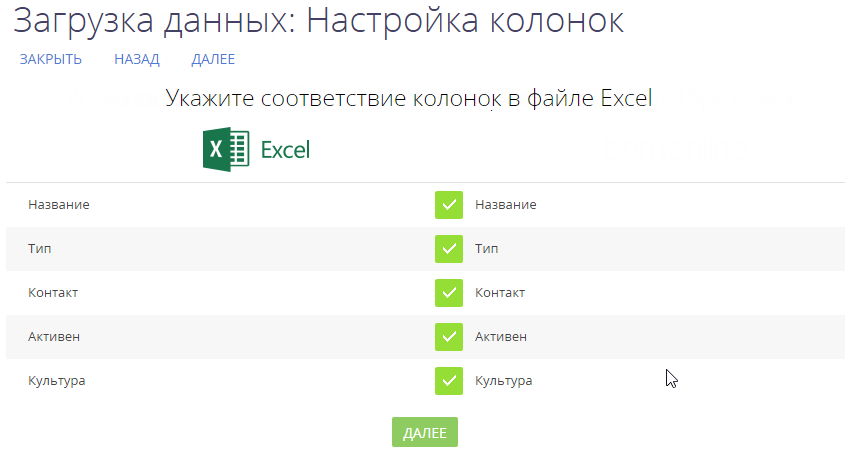 Загрузка данных: Настройка колонок
ЗАКРЫТЬ НАЗАД ДАЛЕЕ
Укажите соответствие колонок в файле Excel
X Excel
Название Название
Тип Тип
Контакт Контакт
Активен Активен
Культура Культура
ДАЛЕЕ